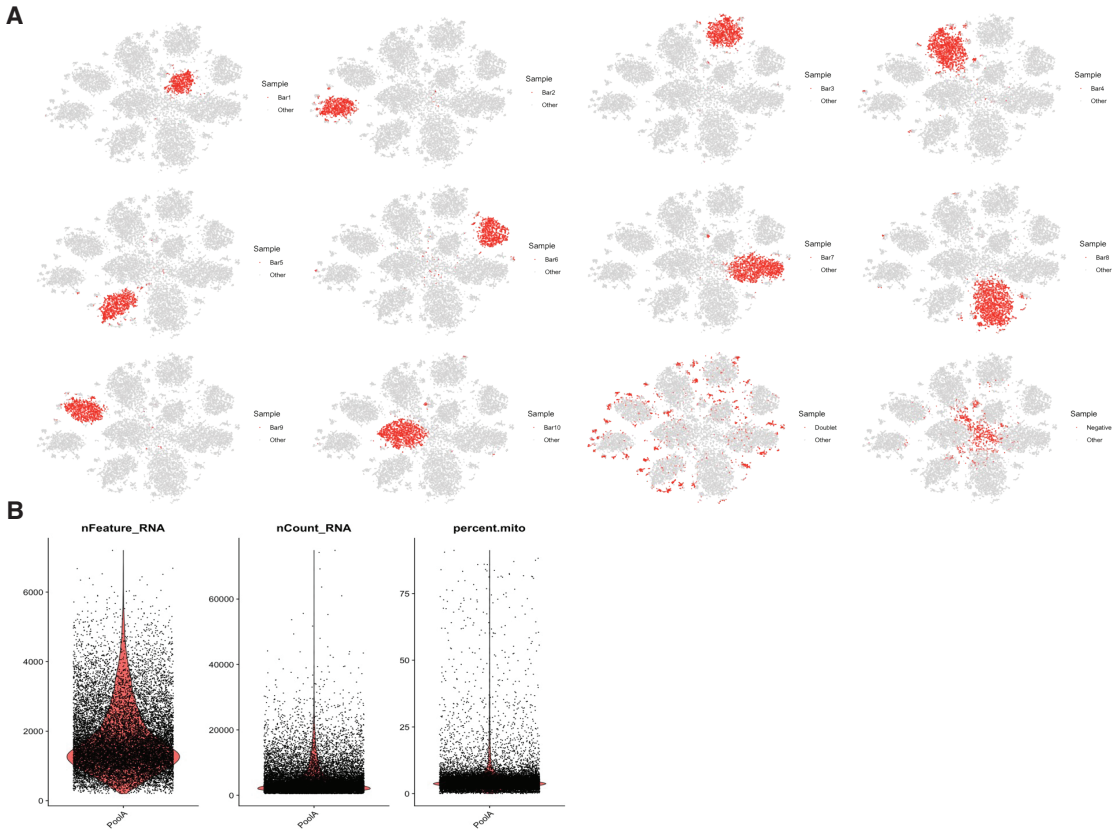 A
Sample
Bar1
Other
Sample
Bar2
Other
Sample
Bar3
Other
Sample
Bar4
Other
Sample
Bar5
Other
Sample
Bar6
Other
Sample
Bar7
Other
Sample
Bar8
Other
Sample
Bar9
Other
Sample
Bar10
Other
Sample
Doublet
Other
Sample
Negative
Other
B
nFeature_RNA
6000
4000
2000
0
PoolA
nCount_RNA
60000
40000
20000
0
PoolA
percent.mito
75
50
25
0
PoolA